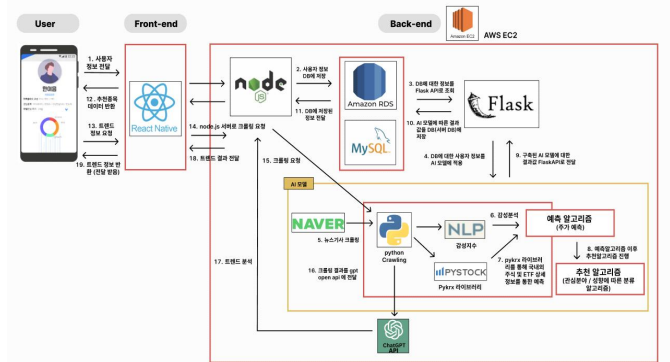 User
Front-end
Back-end
Amazon EC2
AWS EC2
1. 사용자
정보 전달
12. 추천종목
데이터 반환
13. 트렌드
정보 요청
19. 트렌드 정보 반
환 (전달 받음)
React Native
node
JS
2. 사용자 정보
DB에 저장
11. DB에 저장된
정보 전달
14. node.js 서버로 크롤링 요청
18. 트렌드 결과 전달
15. 크롤링 요청
Amazon RDS
MySQL
3. DB에 대한 정보를
Flask API로 조회
10. AI 모델에 따른 결과
값을 DB(서버 DB)에
저장
Flask
4. DB에 대한 사용자 정보를
AI 모델에 적용
9. 구축된 AI 모델에 대한
결과값 FlaskAPI로 전달
AI 모델
NAVER
5. 뉴스기사 크롤링
python
Crawling
NLP
감성지수
6. 감성분석
예측 알고리즘
(주가 예측)
PYSTOCK
Pykrx 라이브러리
7. pykrx 라이브러
리를 통해 국내외
주식 및 ETF 상세
정보를 통한 예측
8. 예측알고리즘 이후
추천알고리즘 진행
추천 알고리즘
(관심분야 / 성향에 따른 분류
알고리즘)
16. 크롤링 결과를 gpt
open api 에 전달
17. 트렌드 분석
ChatGPT
API